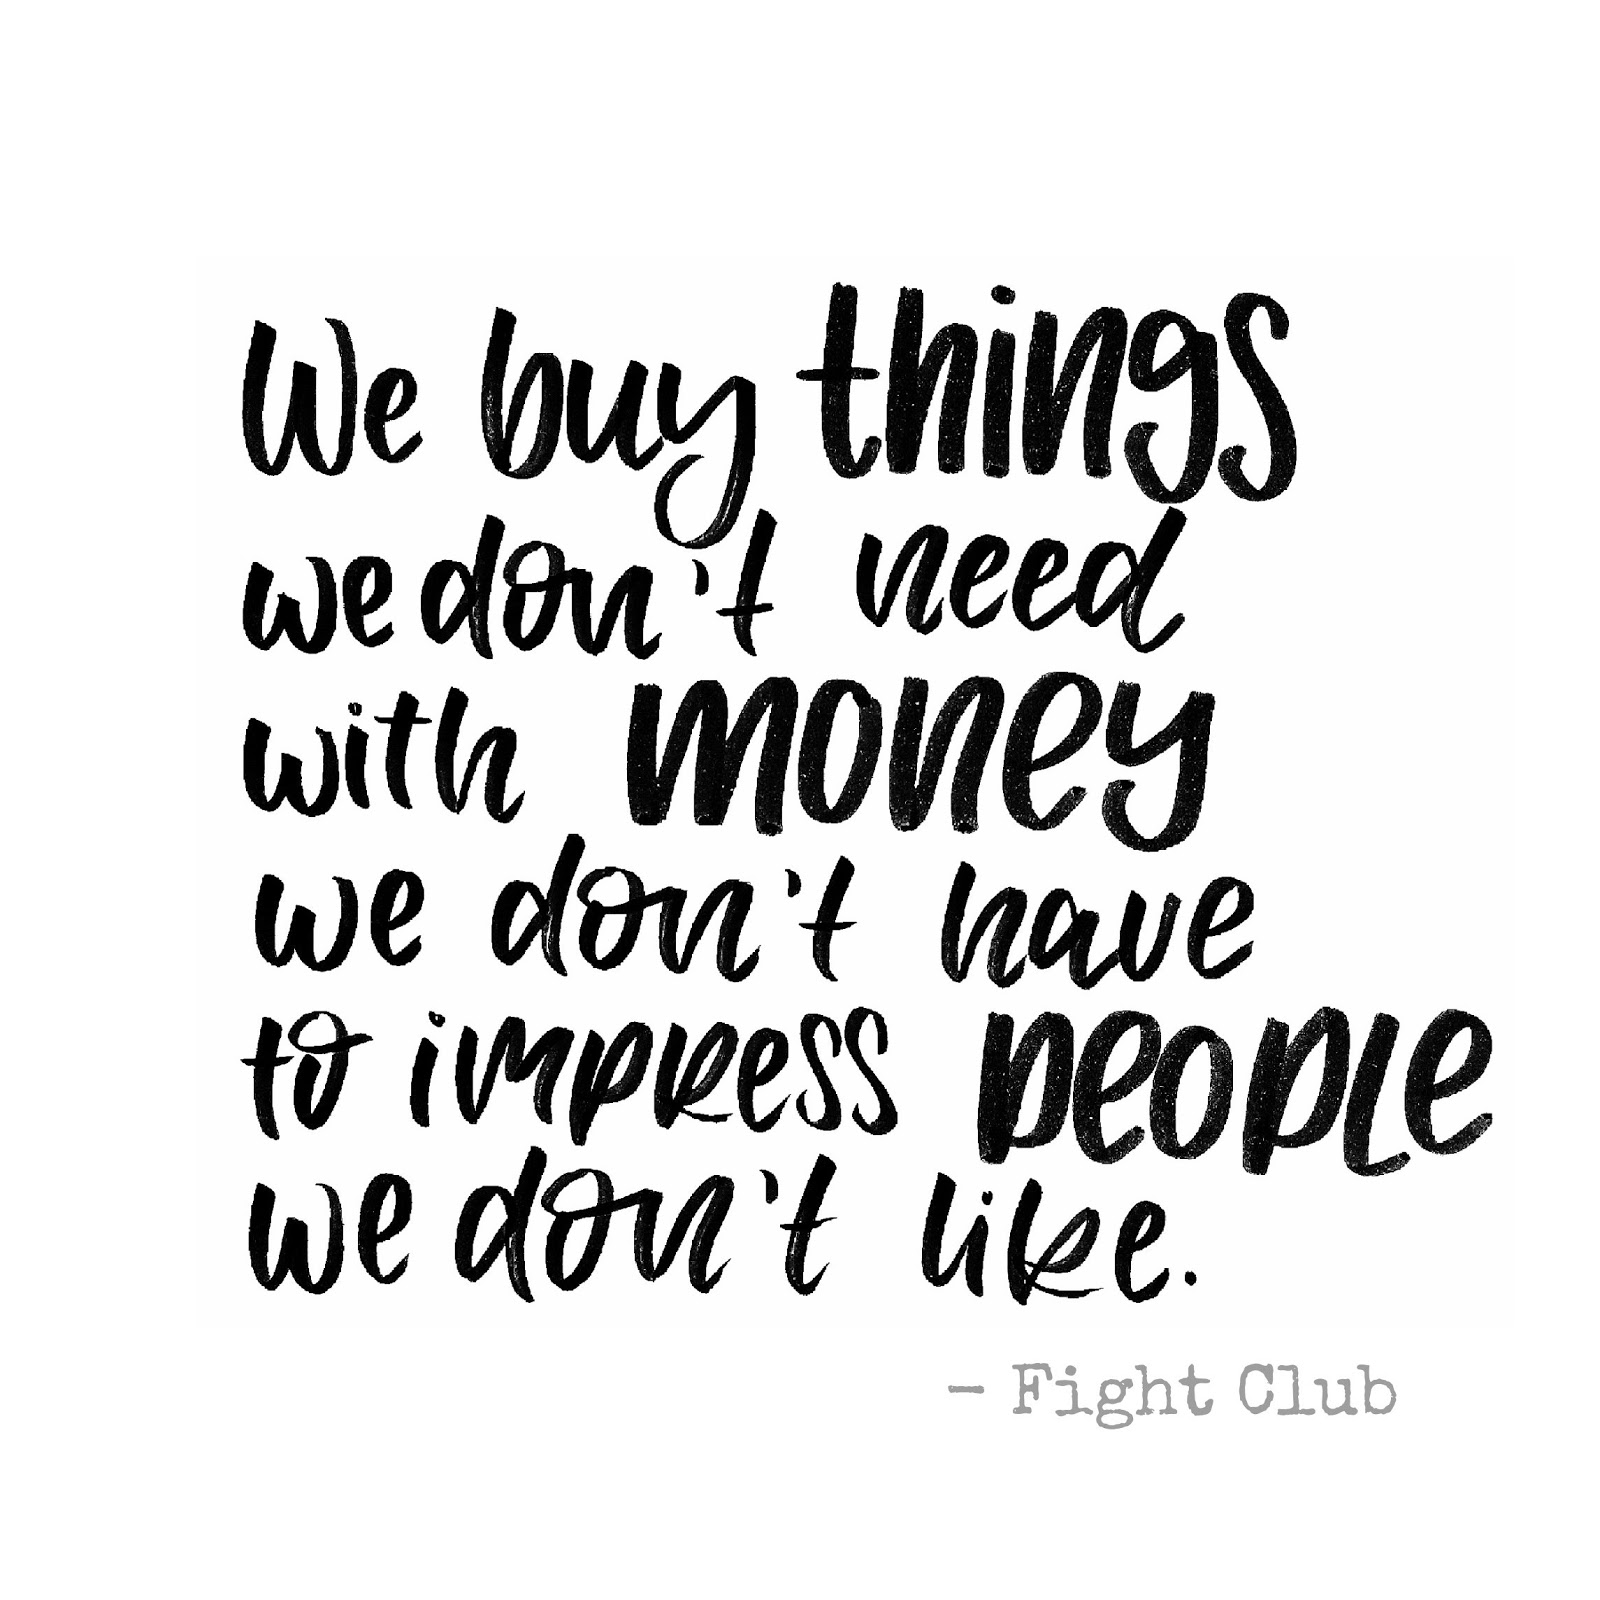 We buy things
we don't need
with money
we don't have
to impress people
we don't like.
- Fight Club